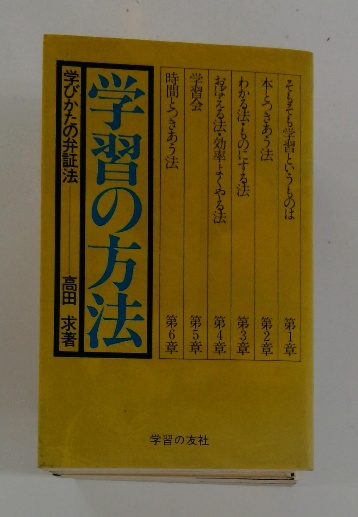 そもそも学習というものは 第1章
本とつきあう法 第2章
わかる法・ものにする法 第3章
おぼえる法・効率よくやる法 第4章
学習会 第5章
時間とつきあう法 第6章
学習の方法
学びかたの弁証法 高田 求著
学習の友社